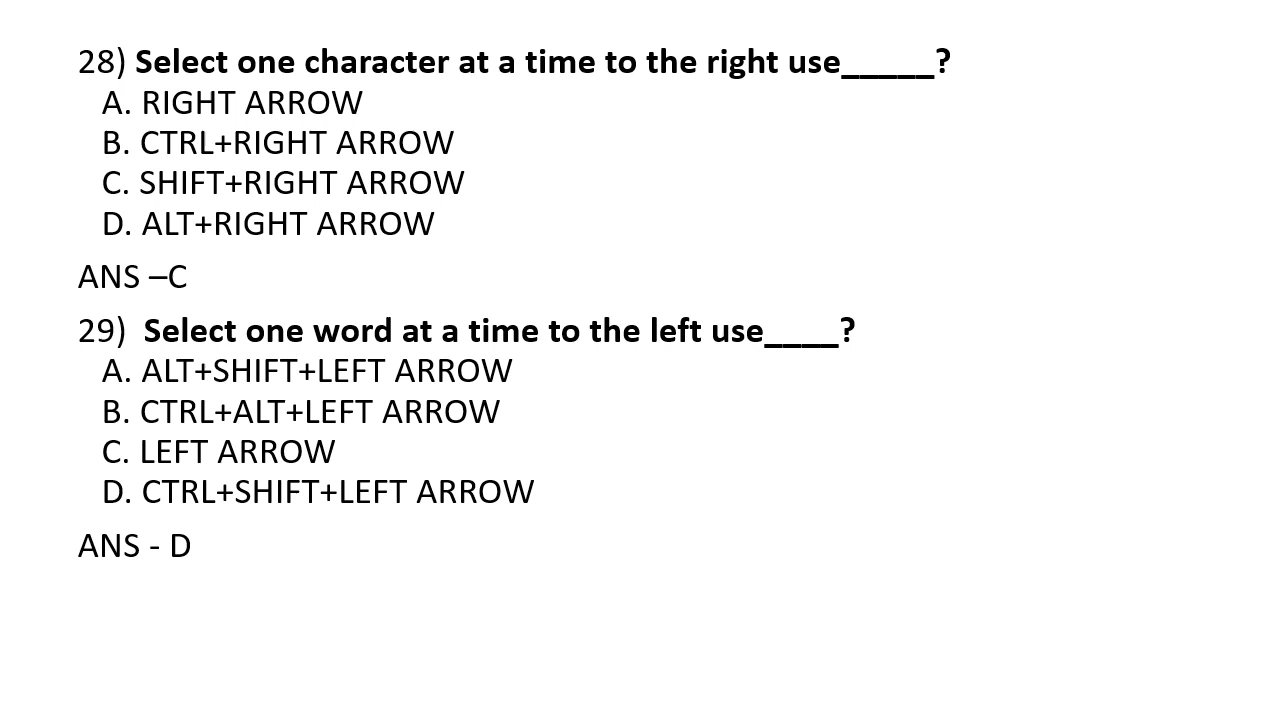 28) Select one character at a time to the right use_____?
A. RIGHT ARROW
B. CTRL+RIGHT ARROW
C. SHIFT+RIGHT ARROW
D. ALT+RIGHT ARROW
ANS –C
29)  Select one word at a time to the left use____?
A. ALT+SHIFT+LEFT ARROW
B. CTRL+ALT+LEFT ARROW
C. LEFT ARROW
D. CTRL+SHIFT+LEFT ARROW
ANS - D